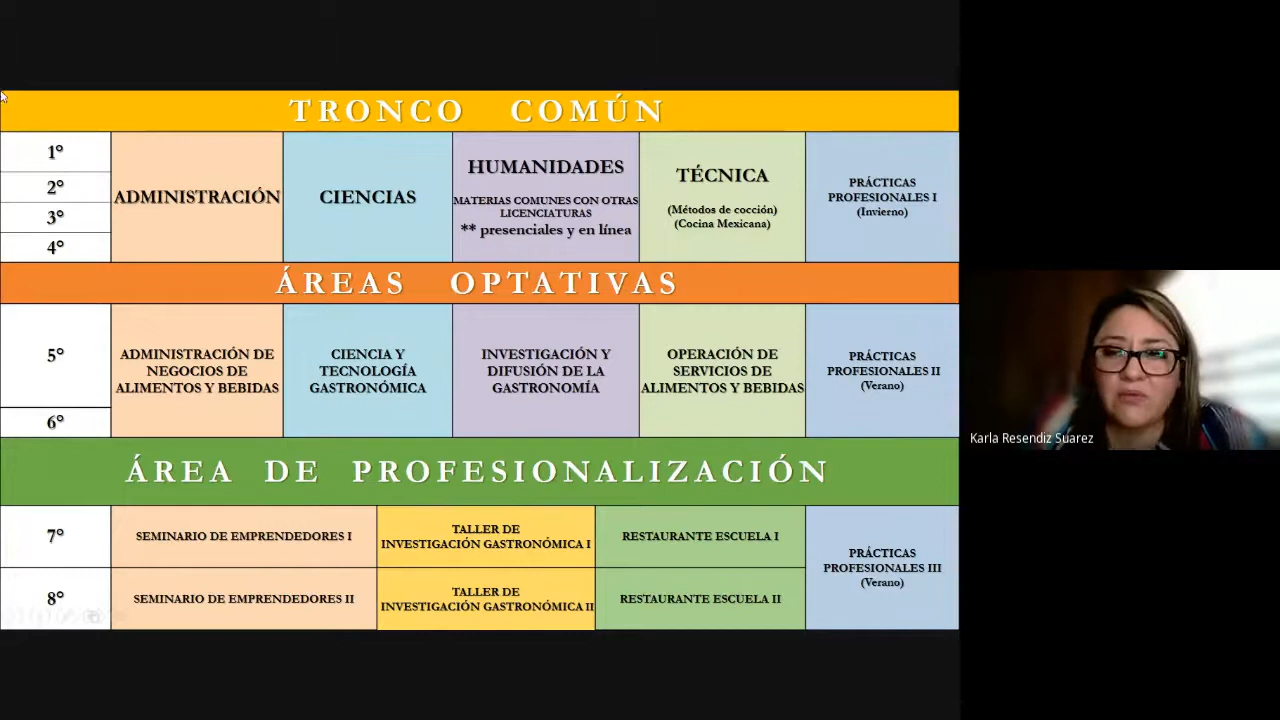 TRONCO COMÚN
1°
2°
3°
4°
ADMINISTRACIÓN
CIENCIAS
HUMANIDADES
MATERIAS COMUNES CON OTRAS
LICENCIATURAS
** presenciales y en línea
TÉCNICA
(Métodos de cocción)
(Cocina Mexicana)
PRÁCTICAS
PROFESIONALES I
(Invierno)
ÁREAS OPTATIVAS
5°
6°
ADMINISTRACIÓN DE
NEGOCIOS DE
ALIMENTOS Y BEBIDAS
CIENCIA Y
TECNOLOGÍA
GASTRONÓMICA
INVESTIGACIÓN Y
DIFUSIÓN DE LA
GASTRONOMÍA
OPERACIÓN DE
SERVICIOS DE
ALIMENTOS Y BEBIDAS
PRÁCTICAS
PROFESIONALES II
(Verano)
ÁREA DE PROFESIONALIZACIÓN
7°
SEMINARIO DE EMPRENDEDORES I
TALLER DE
INVESTIGACIÓN GASTRONÓMICA I
RESTAURANTE ESCUELA I
8°
SEMINARIO DE EMPRENDEDORES II
TALLER DE
INVESTIGACIÓN GASTRONÓMICA II
RESTAURANTE ESCUELA II
PRÁCTICAS
PROFESIONALES III
(Verano)
Karla Resendiz Suarez